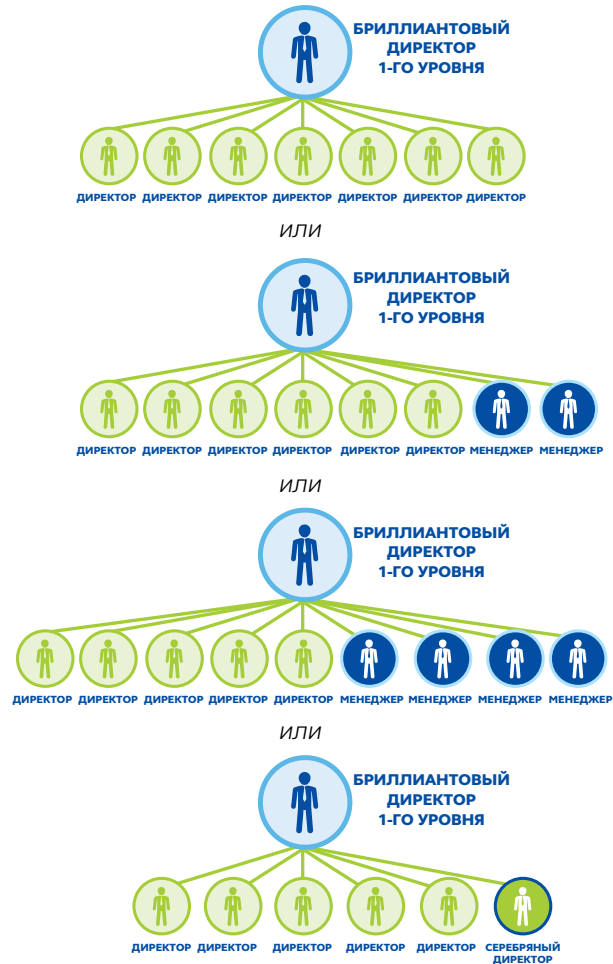 БРИЛЛИАНТОВЫЙ
ДИРЕКТОР
1-ГО УРОВНЯ
ДИРЕКТОР ДИРЕКТОР ДИРЕКТОР ДИРЕКТОР ДИРЕКТОР ДИРЕКТОР ДИРЕКТОР
ИЛИ
БРИЛЛИАНТОВЫЙ
ДИРЕКТОР
1-ГО УРОВНЯ
ДИРЕКТОР ДИРЕКТОР ДИРЕКТОР ДИРЕКТОР ДИРЕКТОР ДИРЕКТОР МЕНЕДЖЕР МЕНЕДЖЕР
ИЛИ
БРИЛЛИАНТОВЫЙ
ДИРЕКТОР
1-ГО УРОВНЯ
ДИРЕКТОР ДИРЕКТОР ДИРЕКТОР ДИРЕКТОР ДИРЕКТОР МЕНЕДЖЕР МЕНЕДЖЕР МЕНЕДЖЕР МЕНЕДЖЕР
ИЛИ
БРИЛЛИАНТОВЫЙ
ДИРЕКТОР
1-ГО УРОВНЯ
ДИРЕКТОР ДИРЕКТОР ДИРЕКТОР ДИРЕКТОР ДИРЕКТОР СЕРЕБРЯНЫЙ
ДИРЕКТОР